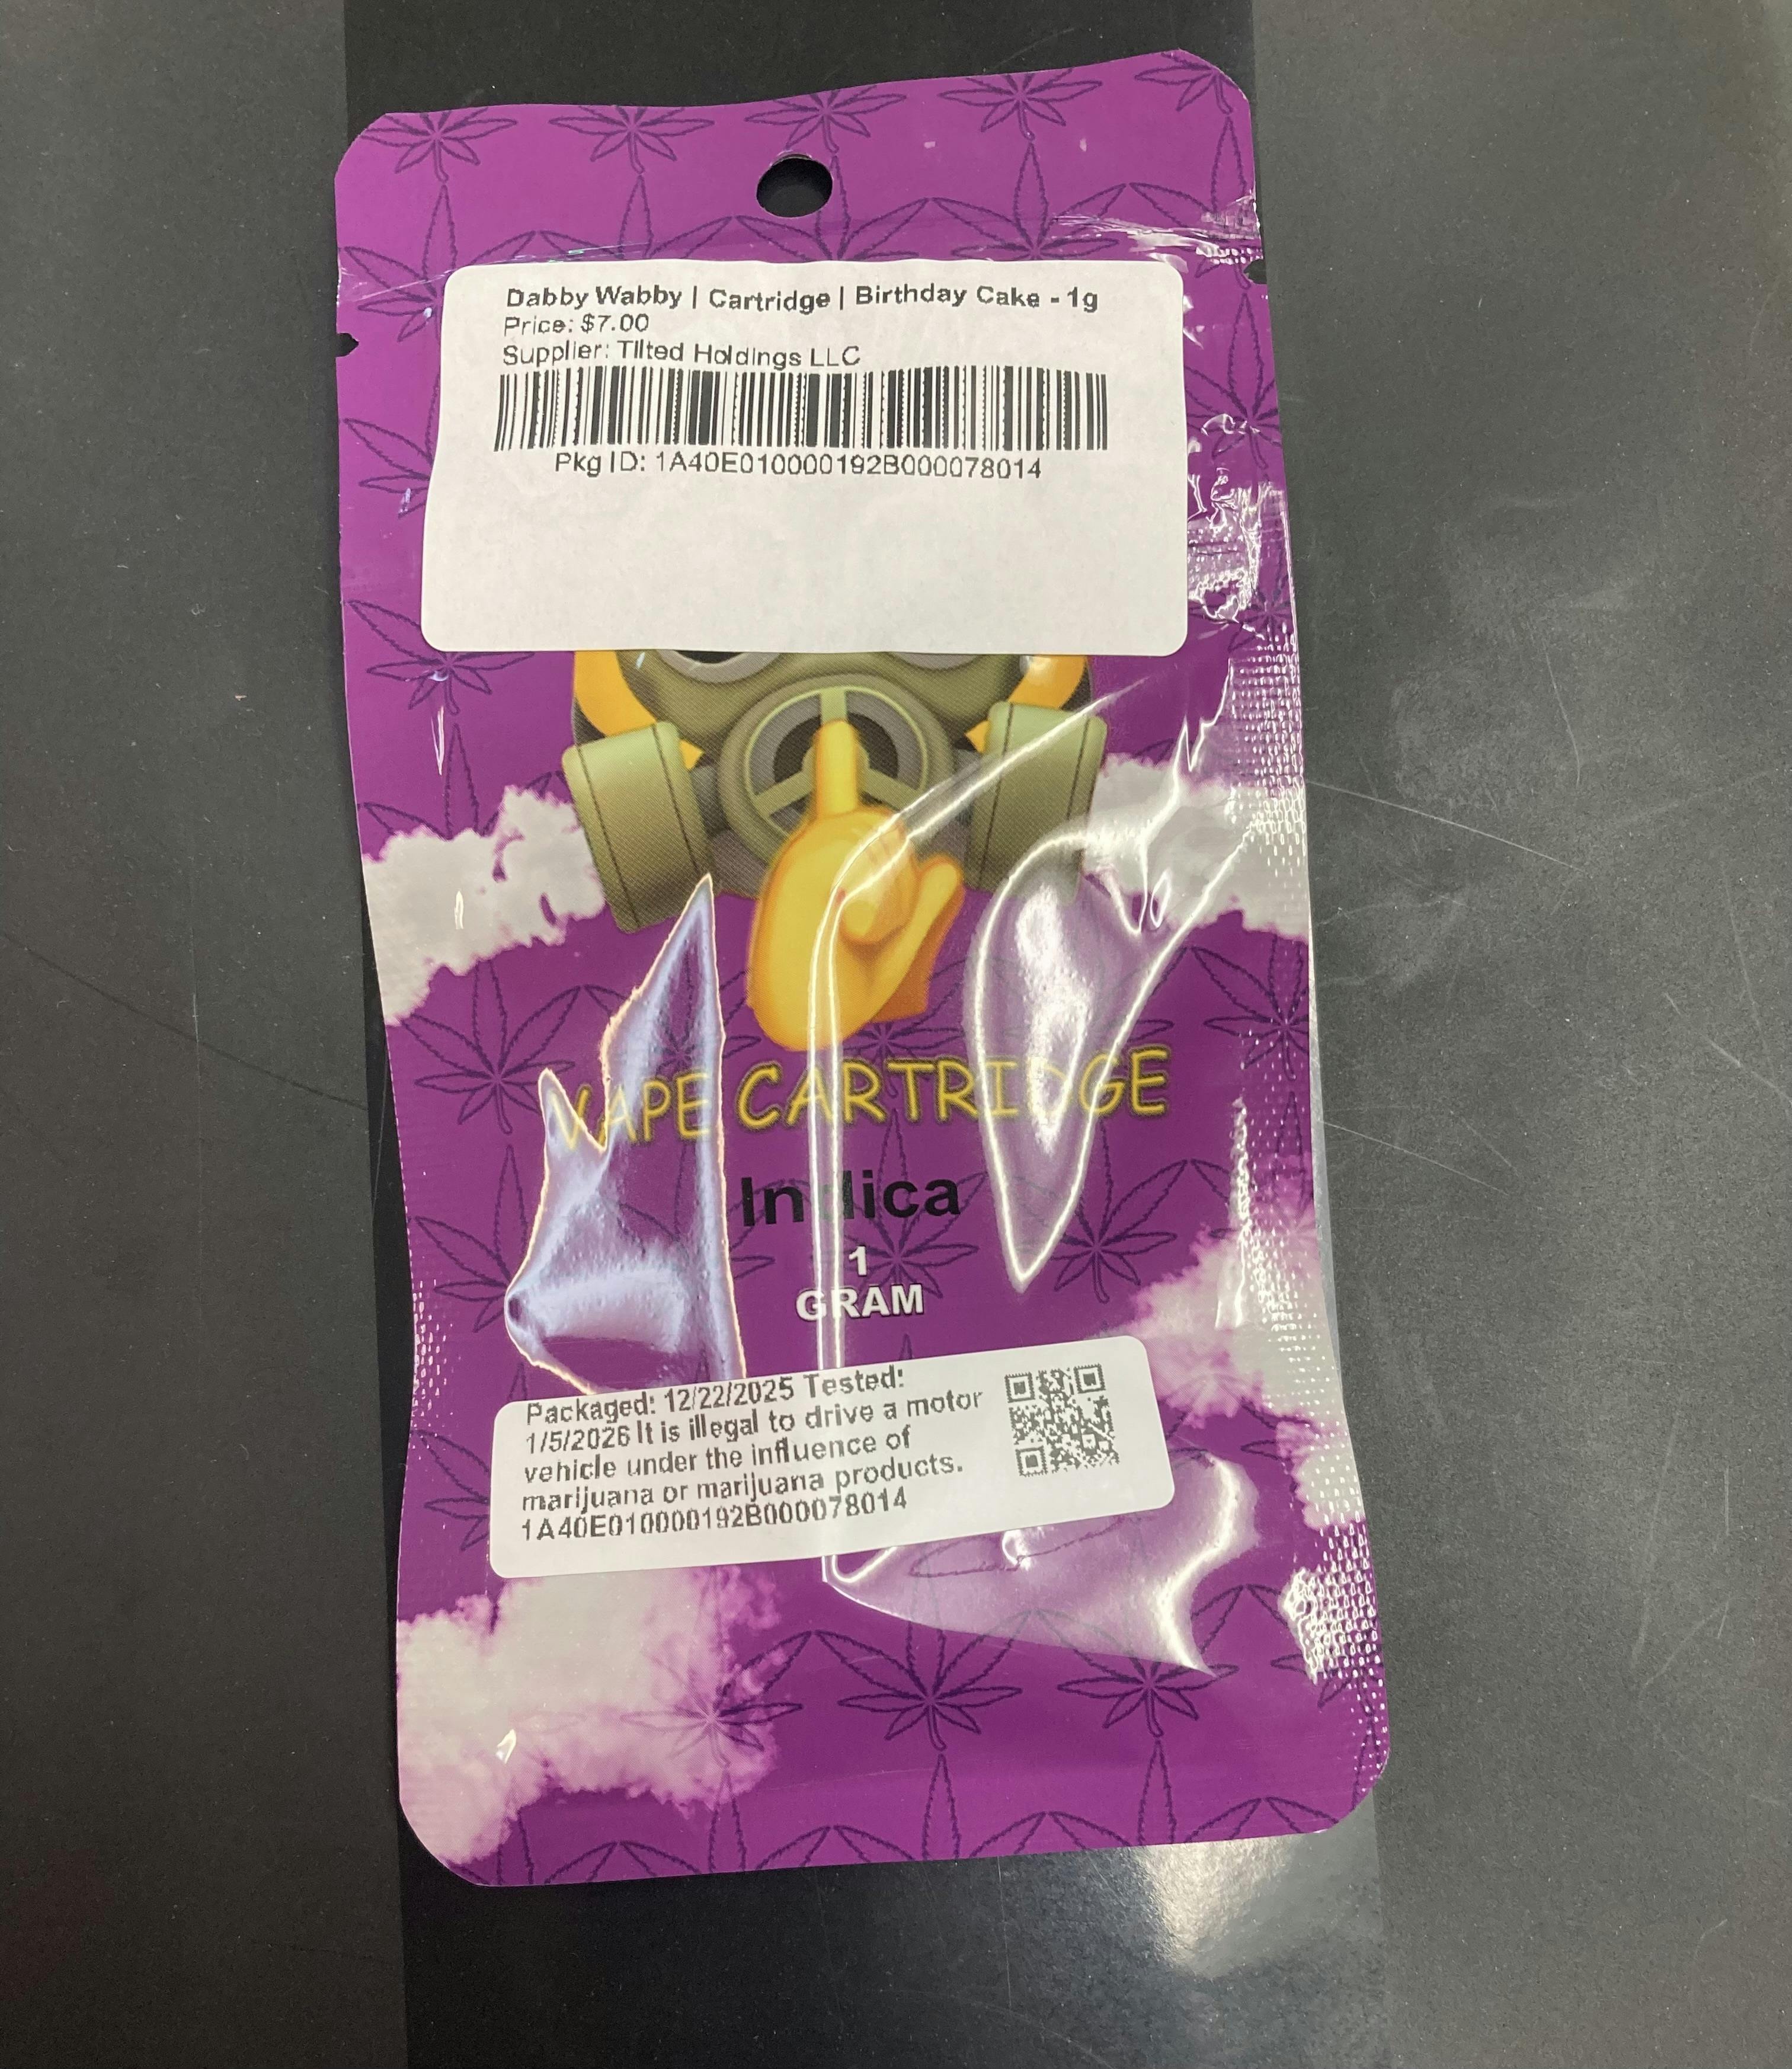 Dabby Wabby | Cartridge | Birthday Cake - 1g
Price: $7.00
Supplier: Tilted Holdings LLC
Pkg ID: 1A40E010000192B000078014
VAPE CARTRIDGE
Indica
1
GRAM
Packaged: 12/22/2025 Tested:
1/5/2026 It is illegal to drive a motor
vehicle under the influence of
marijuana or marijuana products.
1A40E010000192B000078014